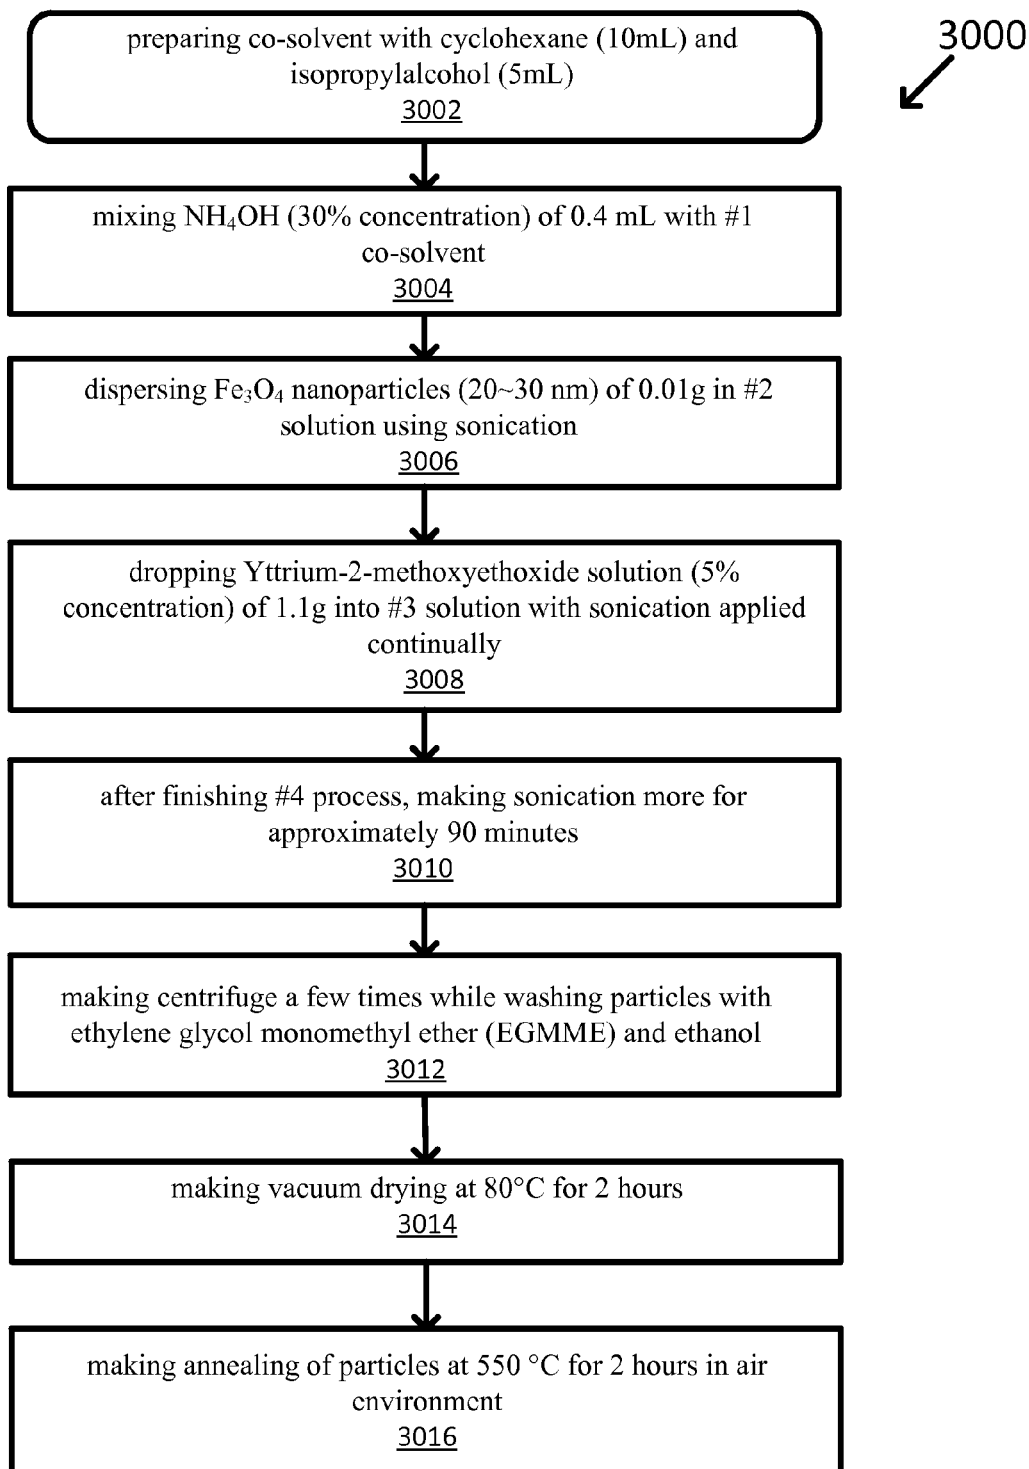 3000
preparing co-solvent with cyclohexane (10mL) and
isopropylalcohol (5mL)
3002
mixing NH₄OH (30% concentration) of 0.4 mL with #1
co-solvent
3004
dispersing Fe₃O₄ nanoparticles (20~30 nm) of 0.01g in #2
solution using sonication
3006
dropping Yttrium-2-methoxyethoxide solution (5%
concentration) of 1.1g into #3 solution with sonication applied
continually
3008
after finishing #4 process, making sonication more for
approximately 90 minutes
3010
making centrifuge a few times while washing particles with
ethylene glycol monomethyl ether (EGMME) and ethanol
3012
making vacuum drying at 80°C for 2 hours
3014
making annealing of particles at 550 °C for 2 hours in air
environment
3016